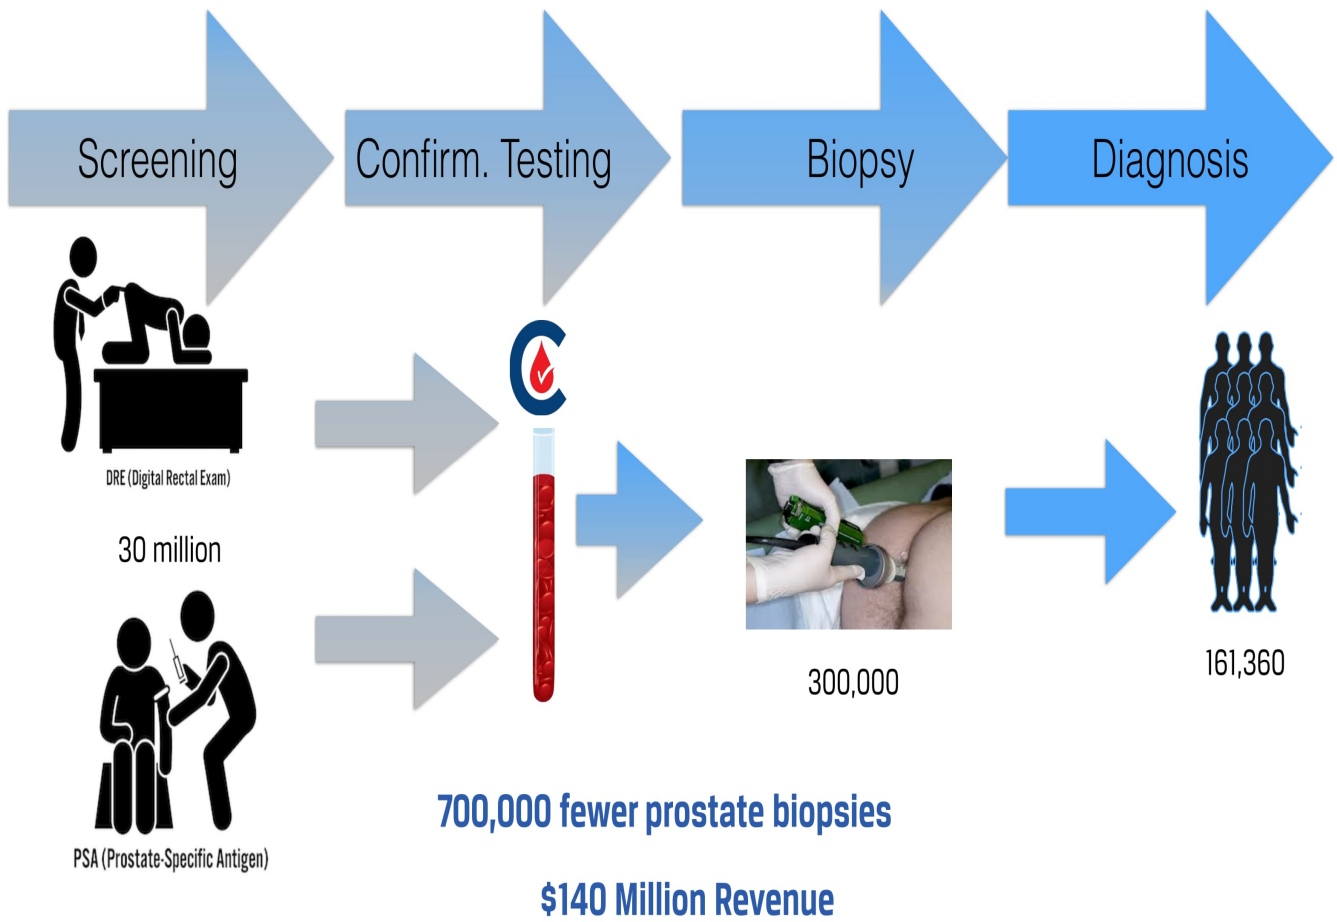 Screening
Confirm. Testing
Biopsy
Diagnosis
DRE (Digital Rectal Exam)
30 million
PSA (Prostate-Specific Antigen)
300,000
161,360
700,000 fewer prostate biopsies
$140 Million Revenue